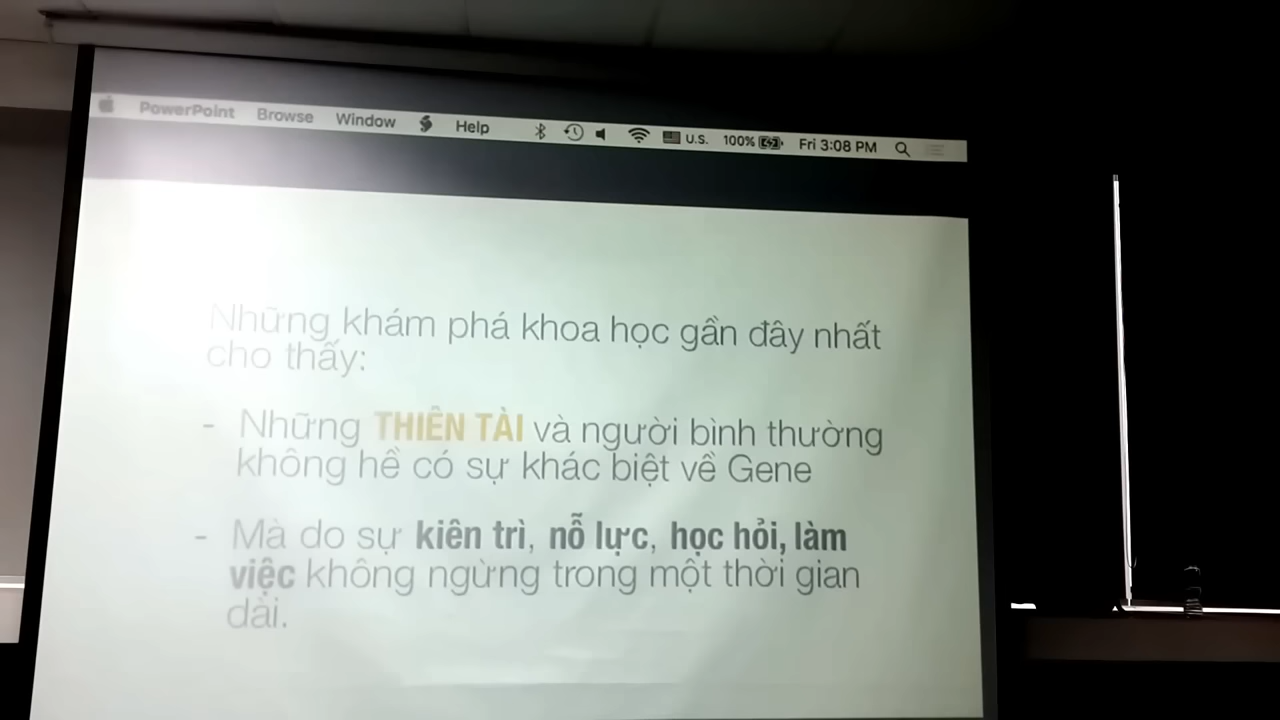 PowerPoint Browse Window Help U.S. 100% Fri 3:08 PM
Những khám phá khoa học gần đây nhất
cho thấy:
- Những THIÊN TÀI và người bình thường
không hề có sự khác biệt về Gene
- Mà do sự kiên trì, nỗ lực, học hỏi, làm
việc không ngừng trong một thời gian
dài.